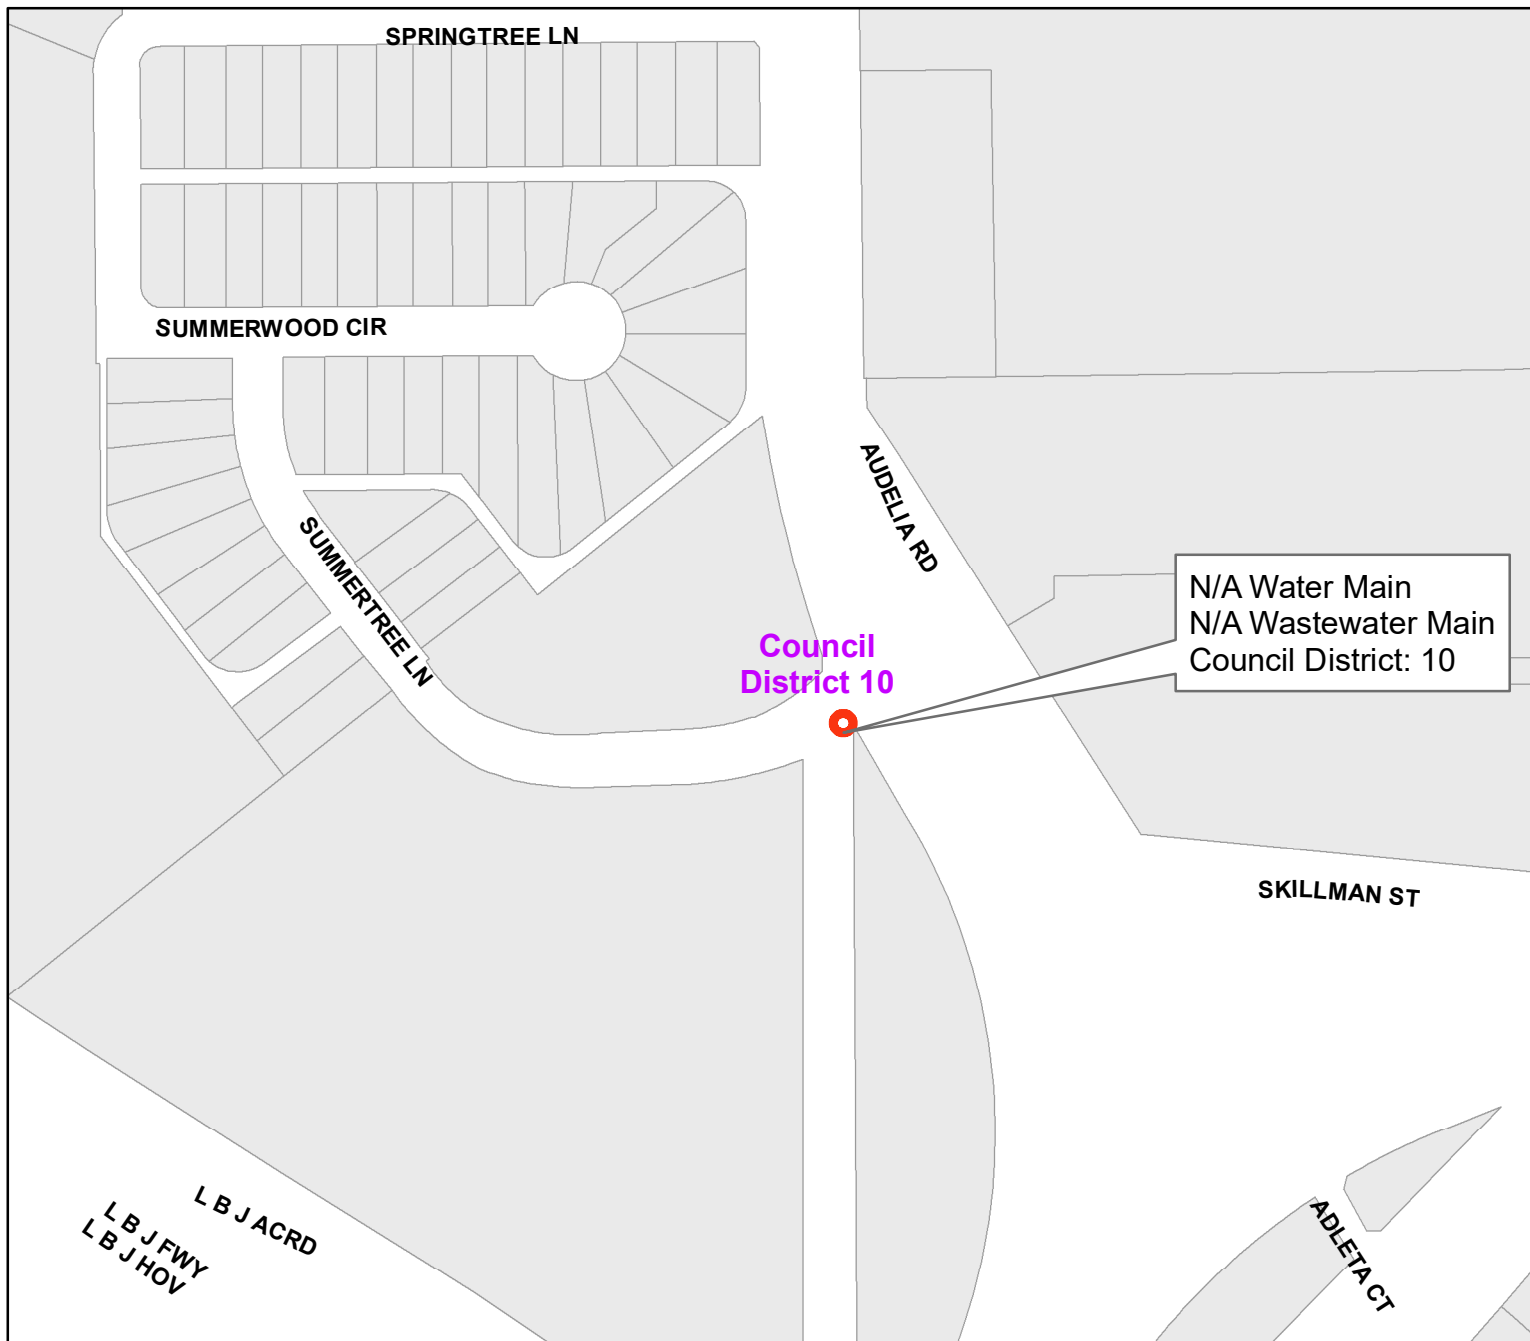 SPRINGTREE LN
SUMMERWOOD CIR
AUDELIA RD
SUMMERTREE LN
N/A Water Main
N/A Wastewater Main
Council District: 10
Council
District 10
SKILLMAN ST
L B J ACRD
L B J FWY
L B J HOV
ADLETA CT